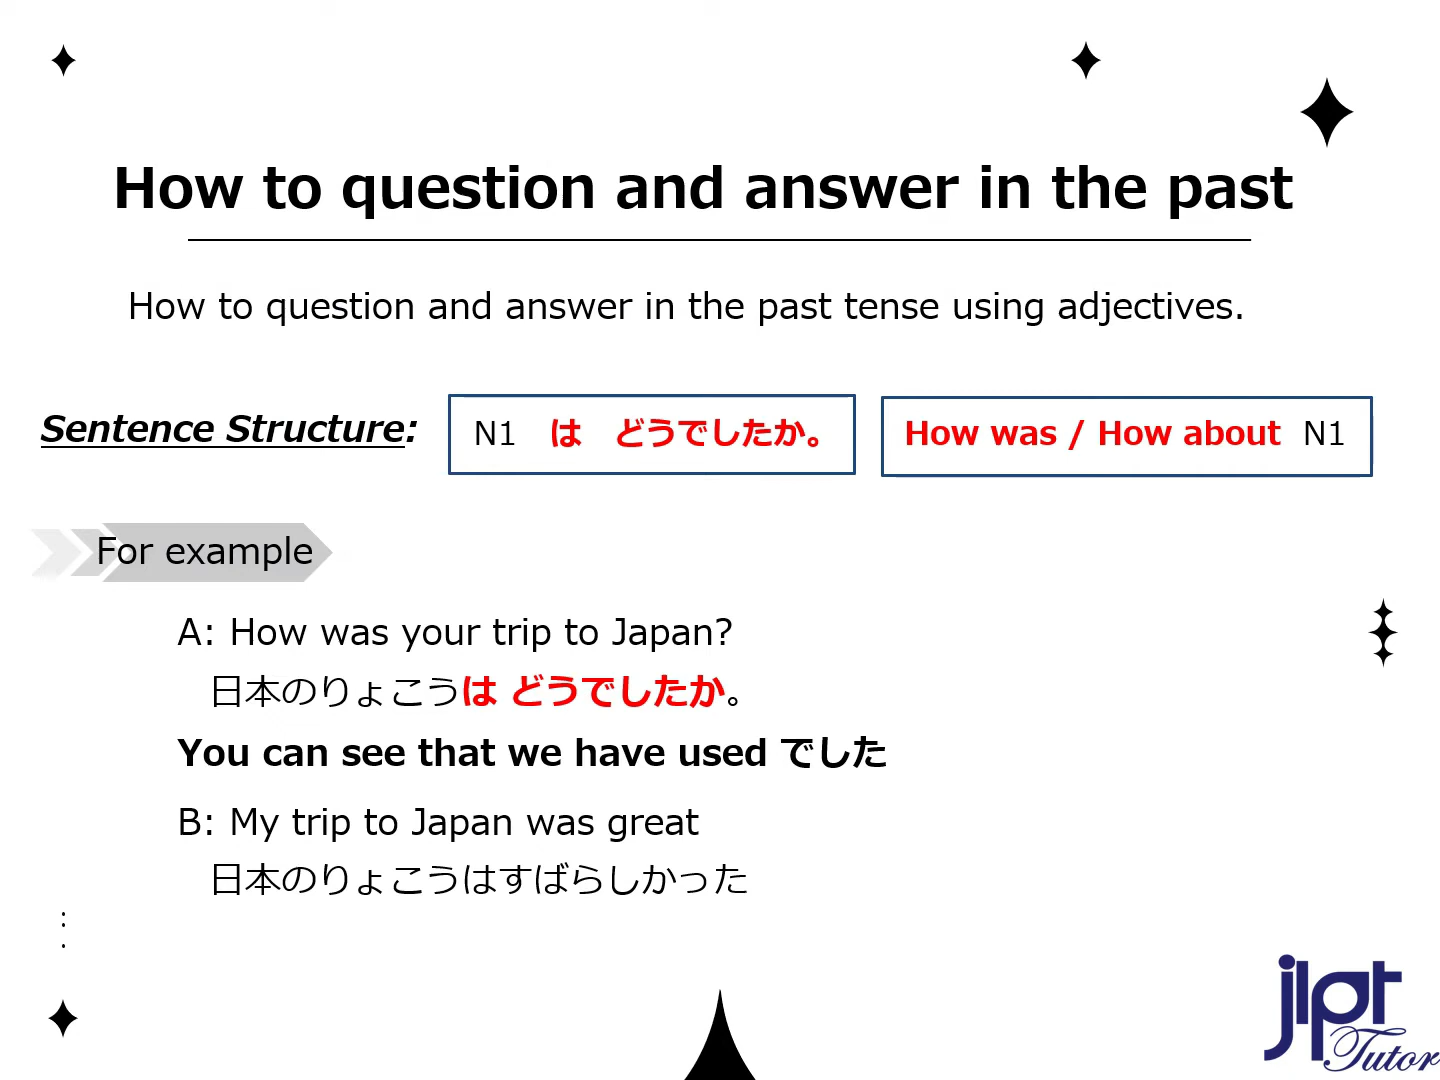 How to question and answer in the past
How to question and answer in the past tense using adjectives.
Sentence Structure:
N1 は どうでしたか。
How was / How about N1
For example
A: How was your trip to Japan?
日本のりょこうは どうでしたか。
You can see that we have used でした
B: My trip to Japan was great
日本のりょこうはすばらしかった
jlpt
Tutor